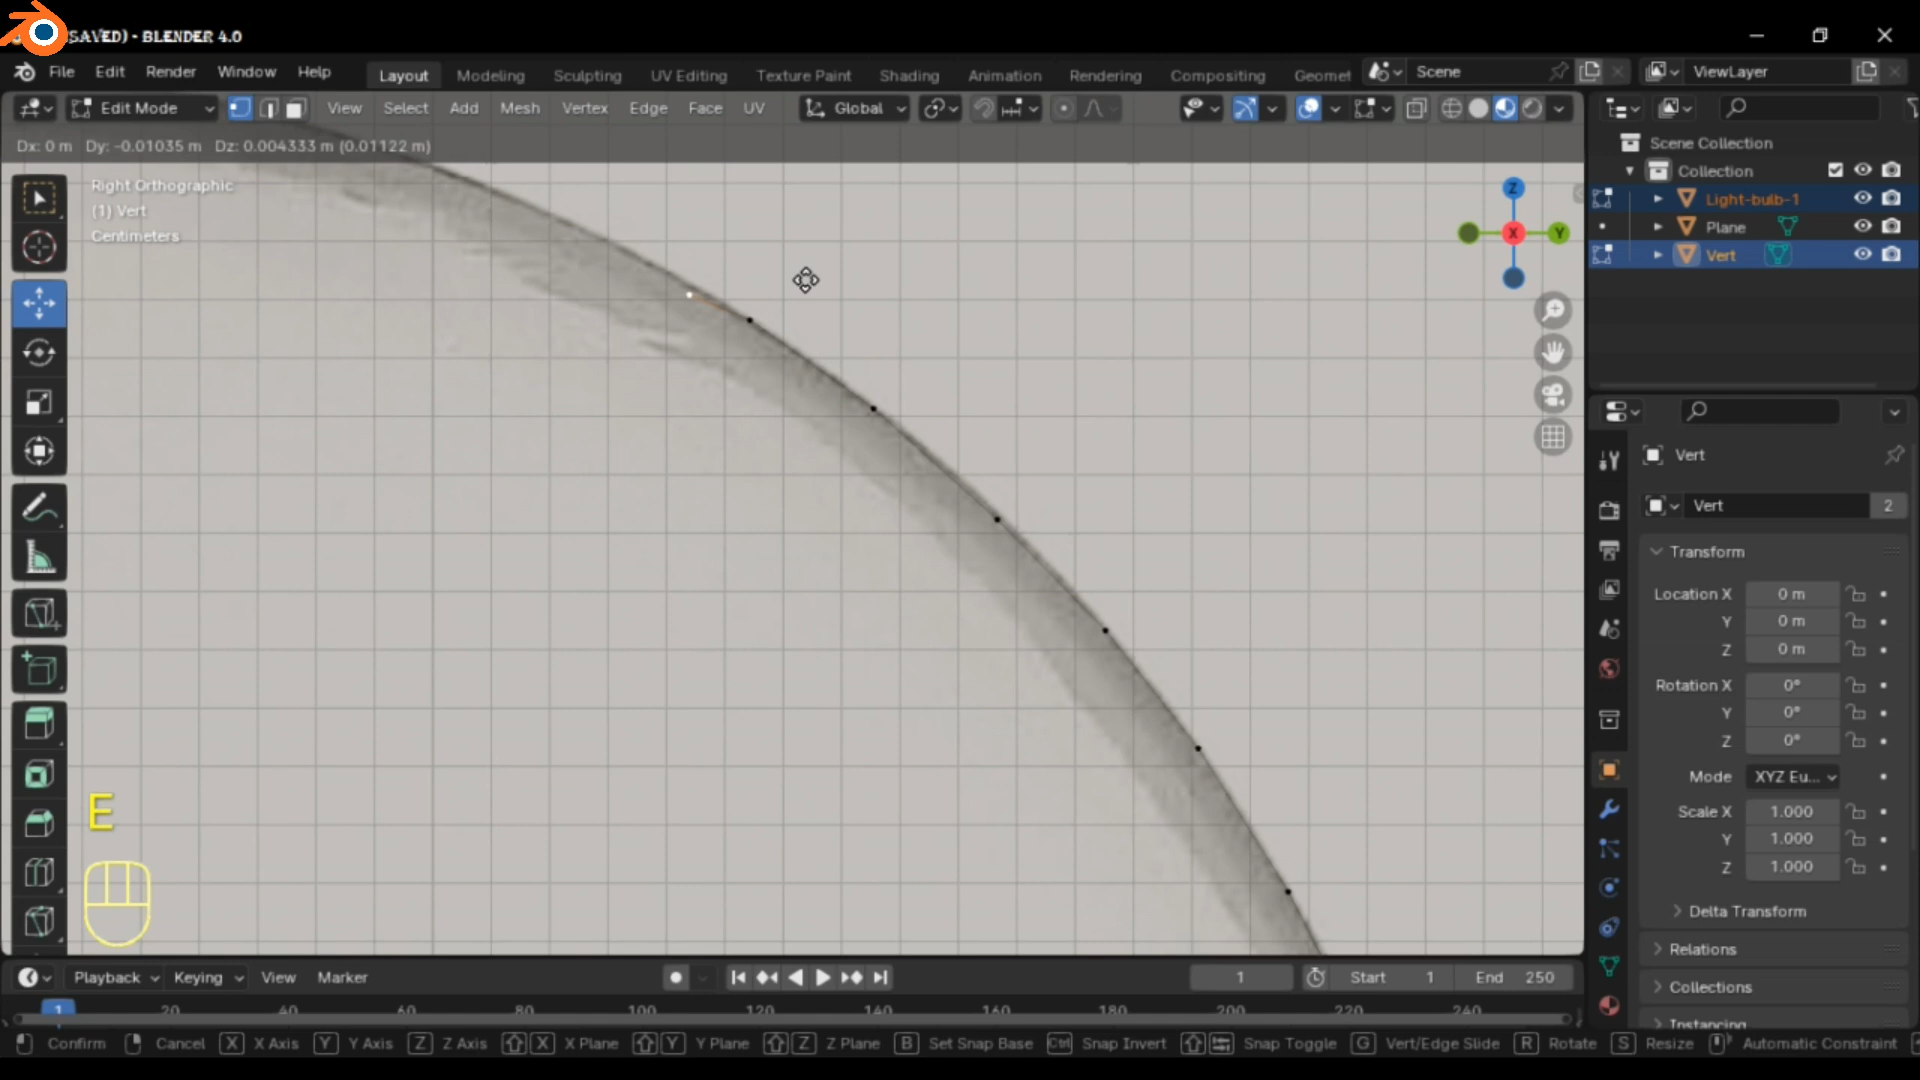 SAVED) - BLENDER 4.0
File Edit Render Window Help Layout Modeling Sculpting UV Editing Texture Paint Shading Animation Rendering Compositing Geomet Scene ViewLayer
Edit Mode View Select Add Mesh Vertex Edge Face UV Global
Dx: 0 m Dy: -0.01035 m Dz: 0.004333 m (0.01122 m)
Right Orthographic
(1) Vert
Centimeters
Z
X
Y
E
Scene Collection
Collection
Light-bulb-1
Plane
Vert
Vert
Vert 2
Transform
Location X 0 m
Y 0 m
Z 0 m
Rotation X 0°
Y 0°
Z 0°
Mode XYZ Eu...
Scale X 1.000
Y 1.000
Z 1.000
Delta Transform
Relations
Collections
Instancing
Playback Keying View Marker 1 Start 1 End 250
1 20 40 60 80 100 120 140 160 180 200 220 240
Confirm Cancel X X Axis Y Y Axis Z Z Axis X X Plane Y Y Plane Z Z Plane B Set Snap Base Ctrl Snap Invert Snap Toggle G Vert/Edge Slide R Rotate S Resize Automatic Constraint